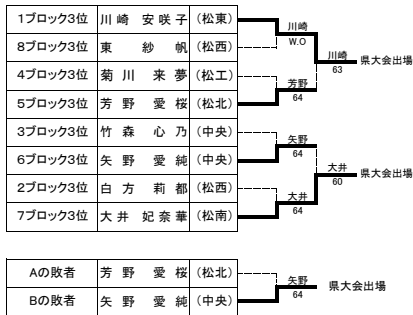 1ブロック3位 川崎 安咲子 (松東)
川崎
8ブロック3位 東 紗帆 (松西)
W.O
川崎
県大会出場
4ブロック3位 菊川 来夢 (松工)
63
芳野
5ブロック3位 芳野 愛桜 (松北)
64
3ブロック3位 竹森 心乃 (中央)
矢野
6ブロック3位 矢野 愛純 (中央)
64
大井
県大会出場
2ブロック3位 白方 莉都 (松西)
60
大井
7ブロック3位 大井 妃奈華 (松南)
64
Aの敗者 芳野 愛桜 (松北)
矢野
県大会出場
Bの敗者 矢野 愛純 (中央)
64